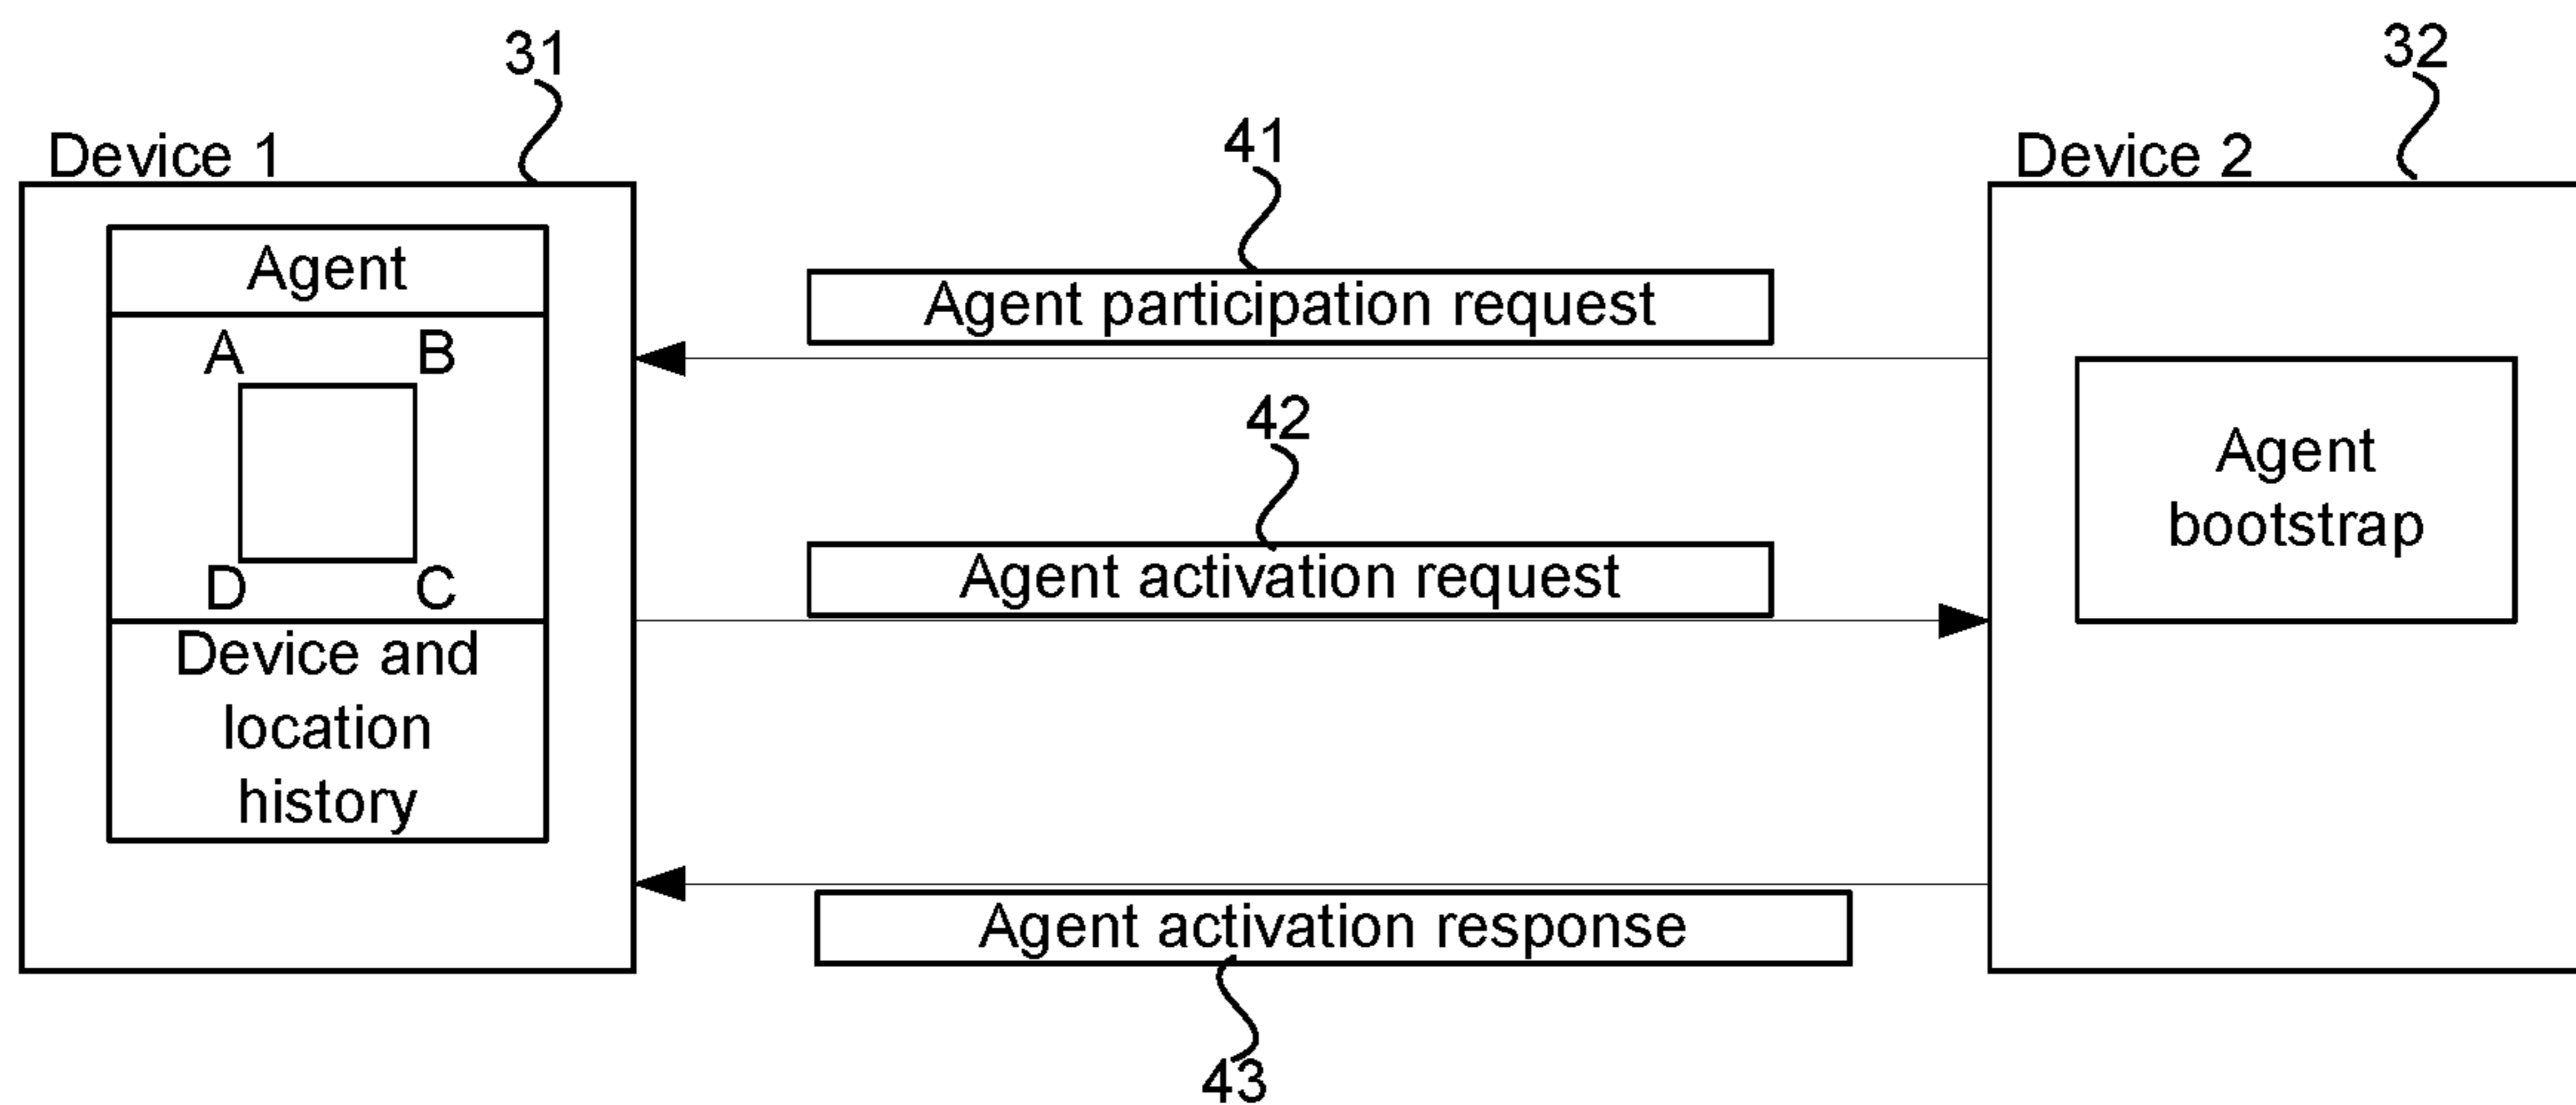 31
32
Device 1
41
Device 2
Agent
Agent participation request
A B
42
Agent
bootstrap
Agent activation request
D C
Device and
location
history
Agent activation response
43